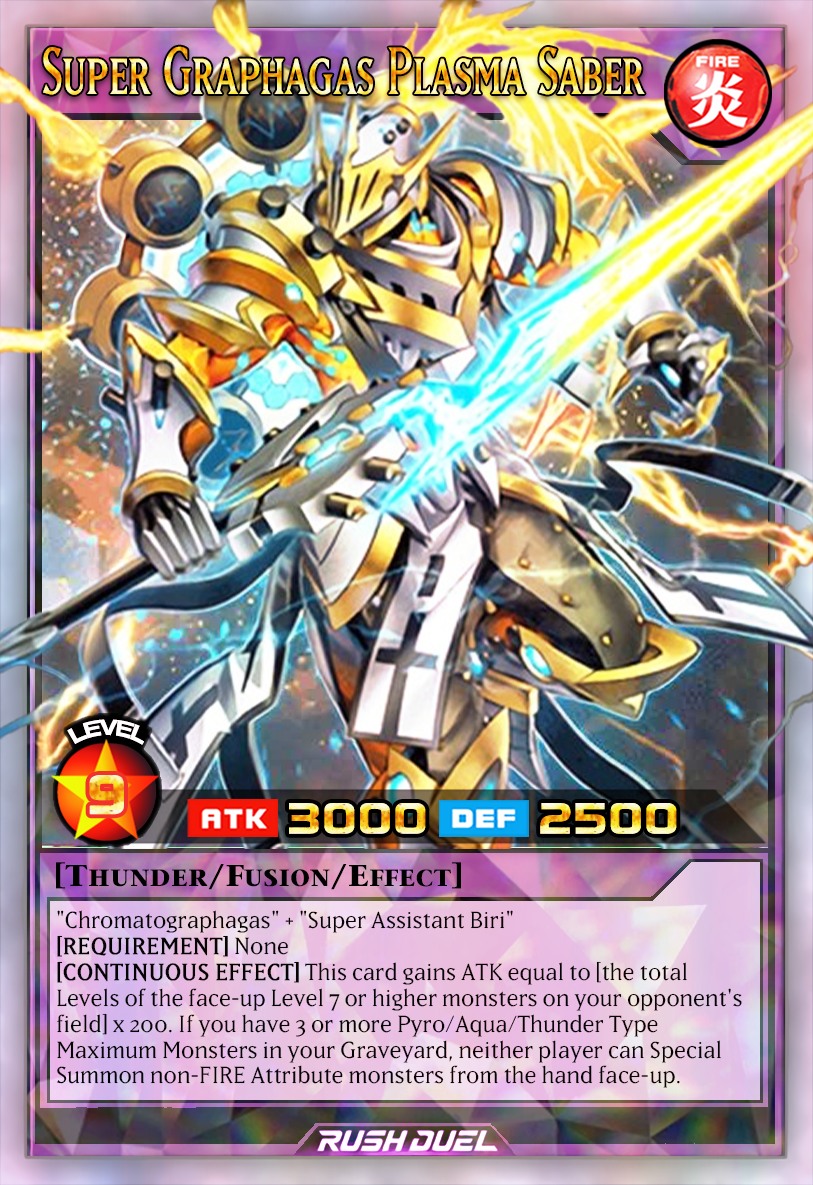 Super Graphagas Plasma Saber
FIRE
炎
LEVEL
9
ATK 3000 DEF 2500
[Thunder/Fusion/Effect]
"Chromatographagas" + "Super Assistant Biri"
[REQUIREMENT] None
[CONTINUOUS EFFECT] This card gains ATK equal to [the total
Levels of the face-up Level 7 or higher monsters on your opponent's
field] x 200. If you have 3 or more Pyro/Aqua/Thunder Type
Maximum Monsters in your Graveyard, neither player can Special
Summon non-FIRE Attribute monsters from the hand face-up.
RUSH DUEL